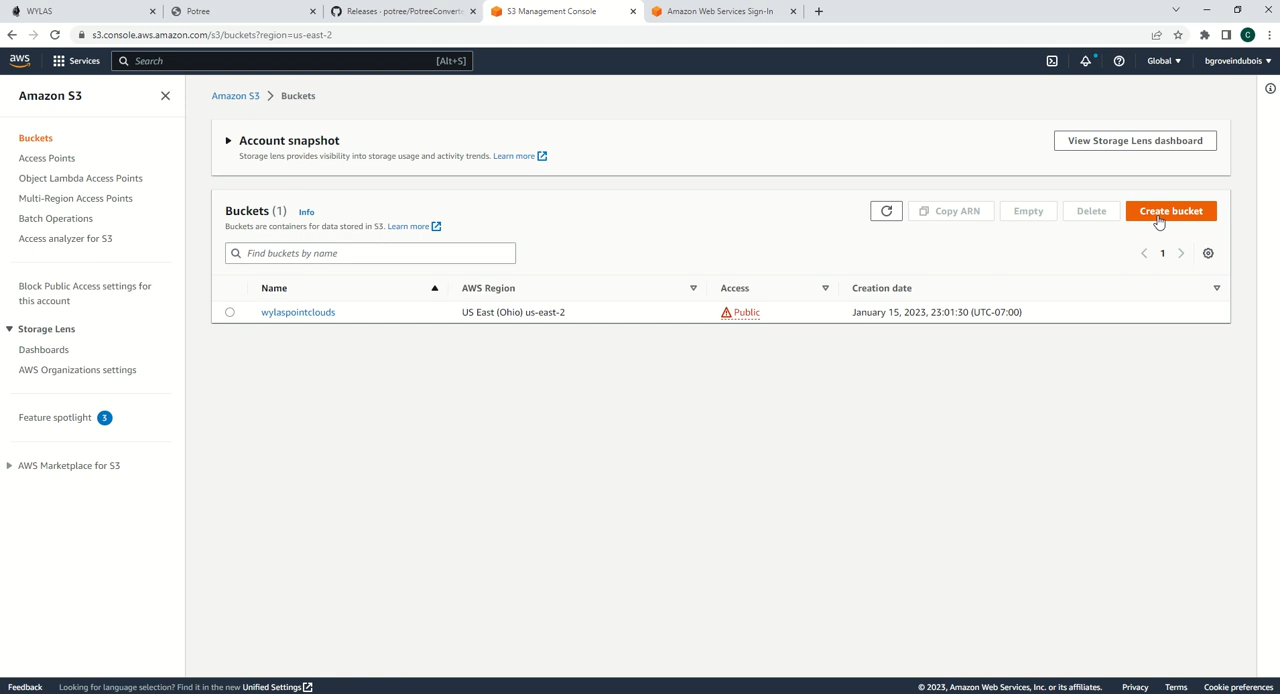 WYLAS
Potree
Releases · potree/PotreeConverte
S3 Management Console
Amazon Web Services Sign-In
s3.console.aws.amazon.com/s3/buckets?region=us-east-2
C
aws
Services
Search
[Alt+S]
Global
bgroveindubois
Amazon S3
Buckets
Access Points
Object Lambda Access Points
Multi-Region Access Points
Batch Operations
Access analyzer for S3
Block Public Access settings for
this account
Storage Lens
Dashboards
AWS Organizations settings
Feature spotlight 3
AWS Marketplace for S3
Amazon S3 > Buckets
Account snapshot
Storage lens provides visibility into storage usage and activity trends. Learn more
View Storage Lens dashboard
Buckets (1) Info
Buckets are containers for data stored in S3. Learn more
Copy ARN
Empty
Delete
Create bucket
Find buckets by name
1
Name AWS Region Access Creation date
wylaspointclouds US East (Ohio) us-east-2 Public January 15, 2023, 23:01:30 (UTC-07:00)
Feedback Looking for language selection? Find it in the new Unified Settings © 2023, Amazon Web Services, Inc. or its affiliates. Privacy Terms Cookie preferences